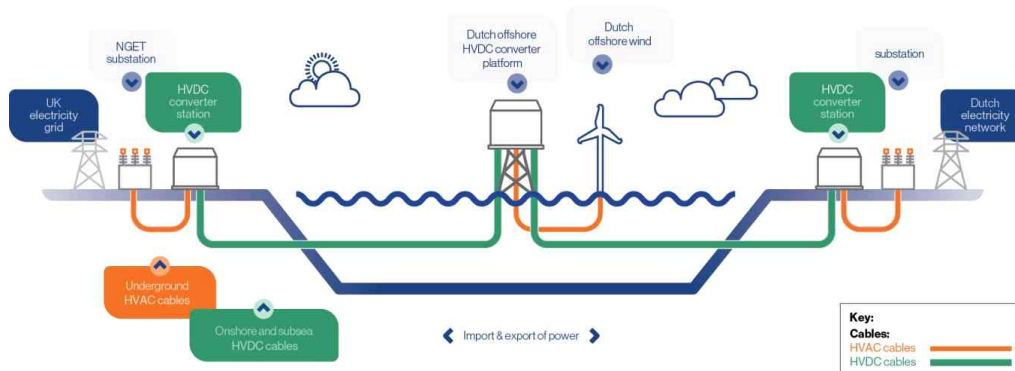 NGET
substation
HVDC
converter
station
UK
electricity
grid
Dutch offshore
HVDC converter
platform
Dutch
offshore wind
substation
HVDC
converter
station
Dutch
electricity
network
Underground
HVAC cables
Onshore and subsea
HVDC cables
Import & export of power
Key:
Cables:
HVAC cables
HVDC cables